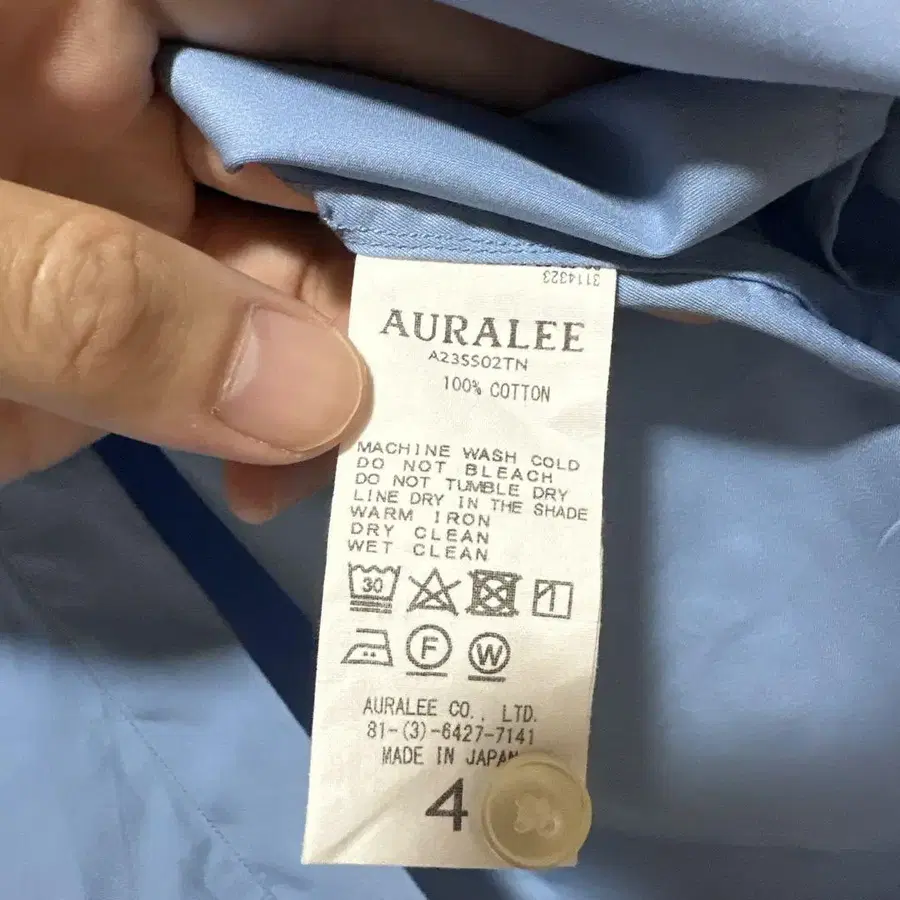 3114323
AURALEE
A23SS02TN
100% COTTON
MACHINE WASH COLD
DO NOT BLEACH
DO NOT TUMBLE DRY
LINE DRY IN THE SHADE
WARM IRON
DRY CLEAN
WET CLEAN
30
F W
AURALEE CO., LTD.
81-(3)-6427-7141
MADE IN JAPAN
4